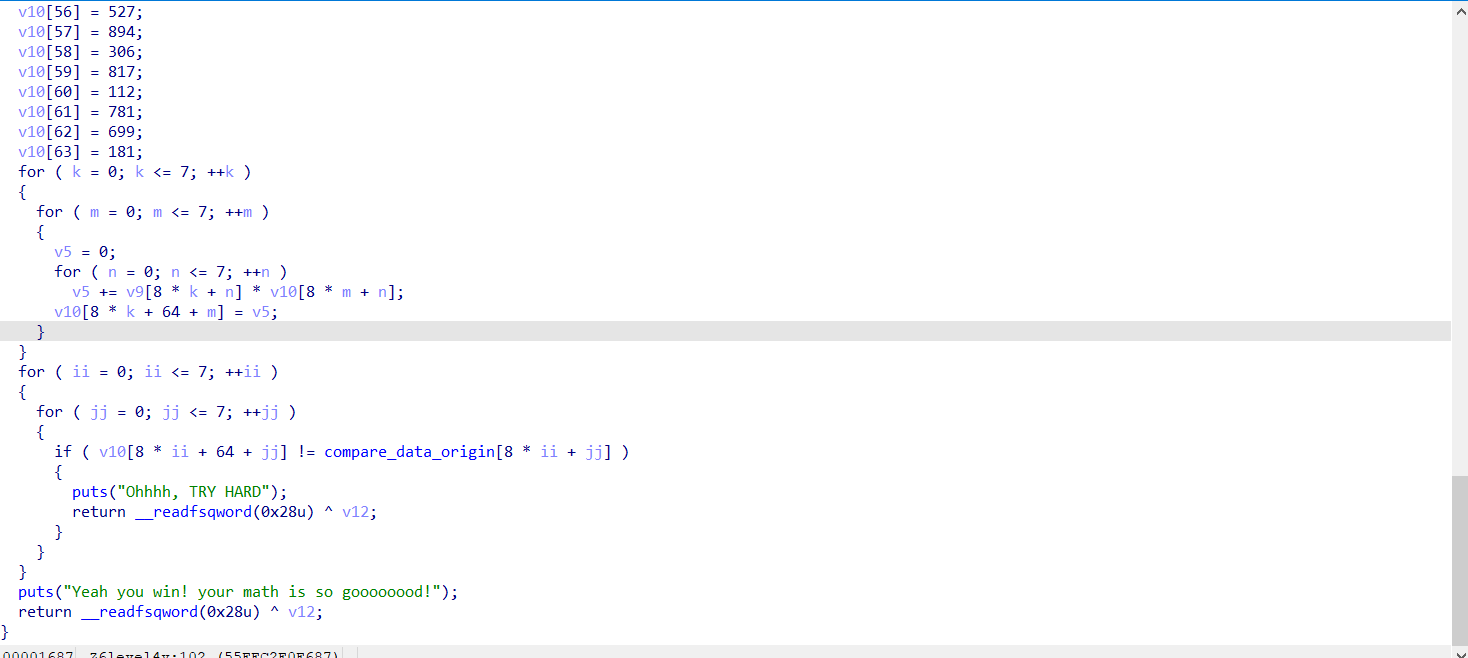 v10[56] = 527;
v10[57] = 894;
v10[58] = 306;
v10[59] = 817;
v10[60] = 112;
v10[61] = 781;
v10[62] = 699;
v10[63] = 181;
for ( k = 0; k <= 7; ++k )
{
for ( m = 0; m <= 7; ++m )
{
v5 = 0;
for ( n = 0; n <= 7; ++n )
v5 += v9[8 * k + n] * v10[8 * m + n];
v10[8 * k + 64 + m] = v5;
}
}
for ( ii = 0; ii <= 7; ++ii )
{
for ( jj = 0; jj <= 7; ++jj )
{
if ( v10[8 * ii + 64 + jj] != compare_data_origin[8 * ii + jj] )
{
puts("Ohhhh, TRY HARD");
return __readfsqword(0x28u) ^ v12;
}
}
}
puts("Yeah you win! your math is so goooooood!");
return __readfsqword(0x28u) ^ v12;
}